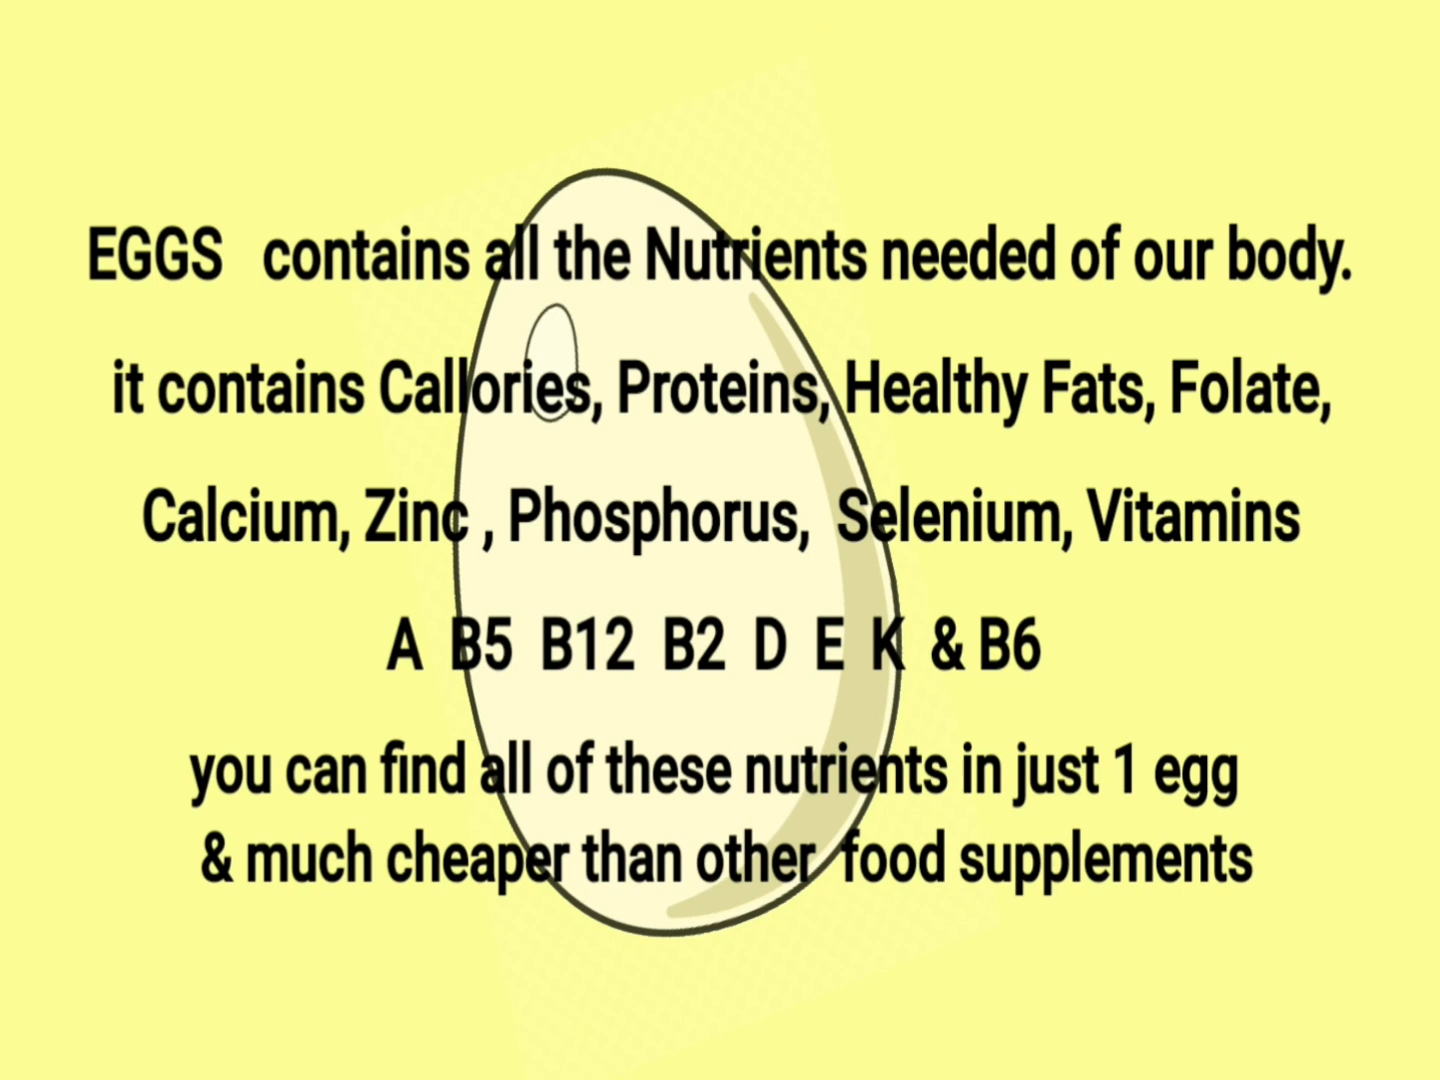 EGGS contains all the Nutrients needed of our body.
it contains Callories, Proteins, Healthy Fats, Folate,
Calcium, Zinc , Phosphorus, Selenium, Vitamins
A B5 B12 B2 D E K & B6
you can find all of these nutrients in just 1 egg
& much cheaper than other food supplements